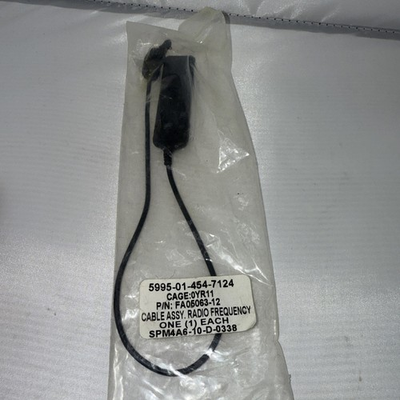 5995-01-454-7124
CAGE:0YR11
P/N: FA05063-12
CABLE ASSY. RADIO FREQUENCY
ONE (1) EACH
SPM4A6-10-D-0338